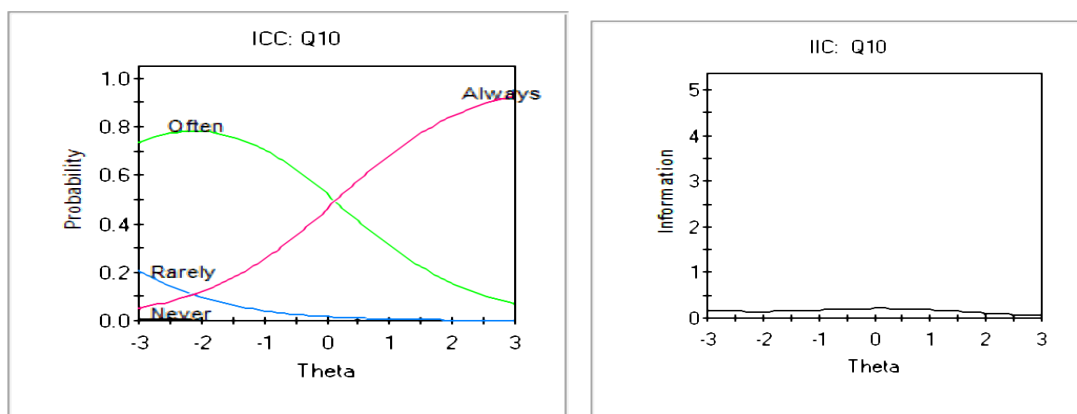 ICC: Q10
1.0
0.8
0.6
0.4
0.2
0.0
Probability
Always
Often
Rarely
Never
-3 -2 -1 0 1 2 3
Theta
IIC: Q10
5
4
3
2
1
0
Information
-3 -2 -1 0 1 2 3
Theta